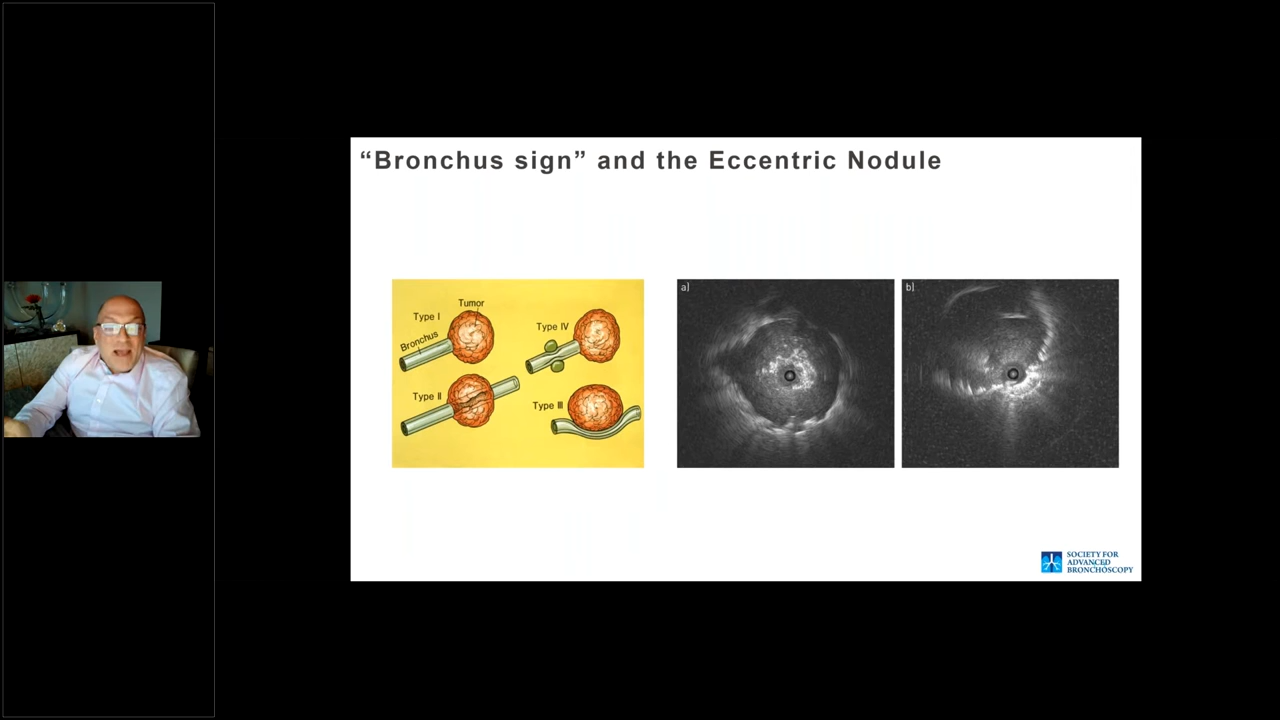 “Bronchus sign” and the Eccentric Nodule
Tumor
Type I
Bronchus
Type IV
Type II
Type III
a)
b)
SOCIETY FOR
ADVANCED
BRONCHOSCOPY